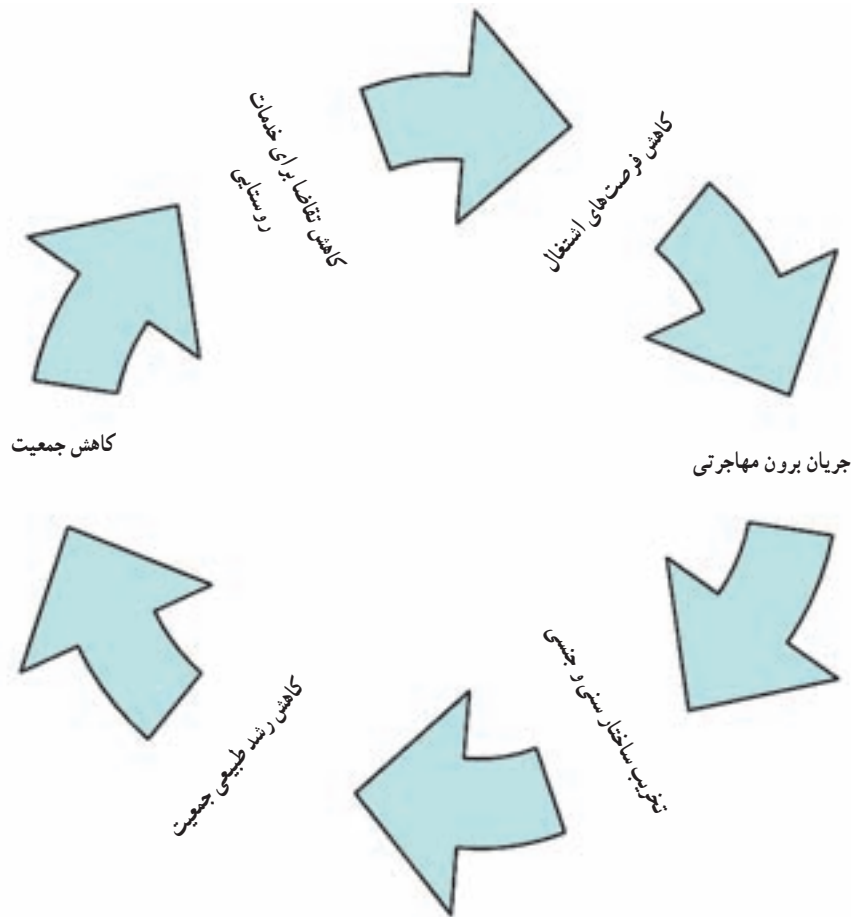 کاهش تقاضا برای خدمات
روستایی
کاهش فرصت‌های اشتغال
جریان برون مهاجرتی
تخریب ساختار سنی و جنسی
کاهش رشد طبیعی جمعیت
کاهش جمعیت